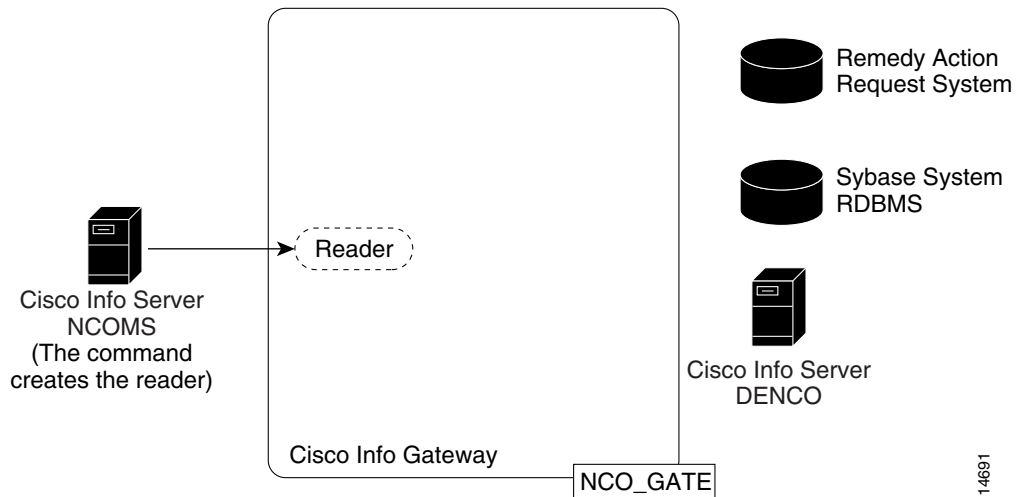 Remedy Action
Request System
Sybase System
RDBMS
Reader
Cisco Info Server
NCOMS
(The command
creates the reader)
Cisco Info Server
DENCO
Cisco Info Gateway
NCO_GATE
14691